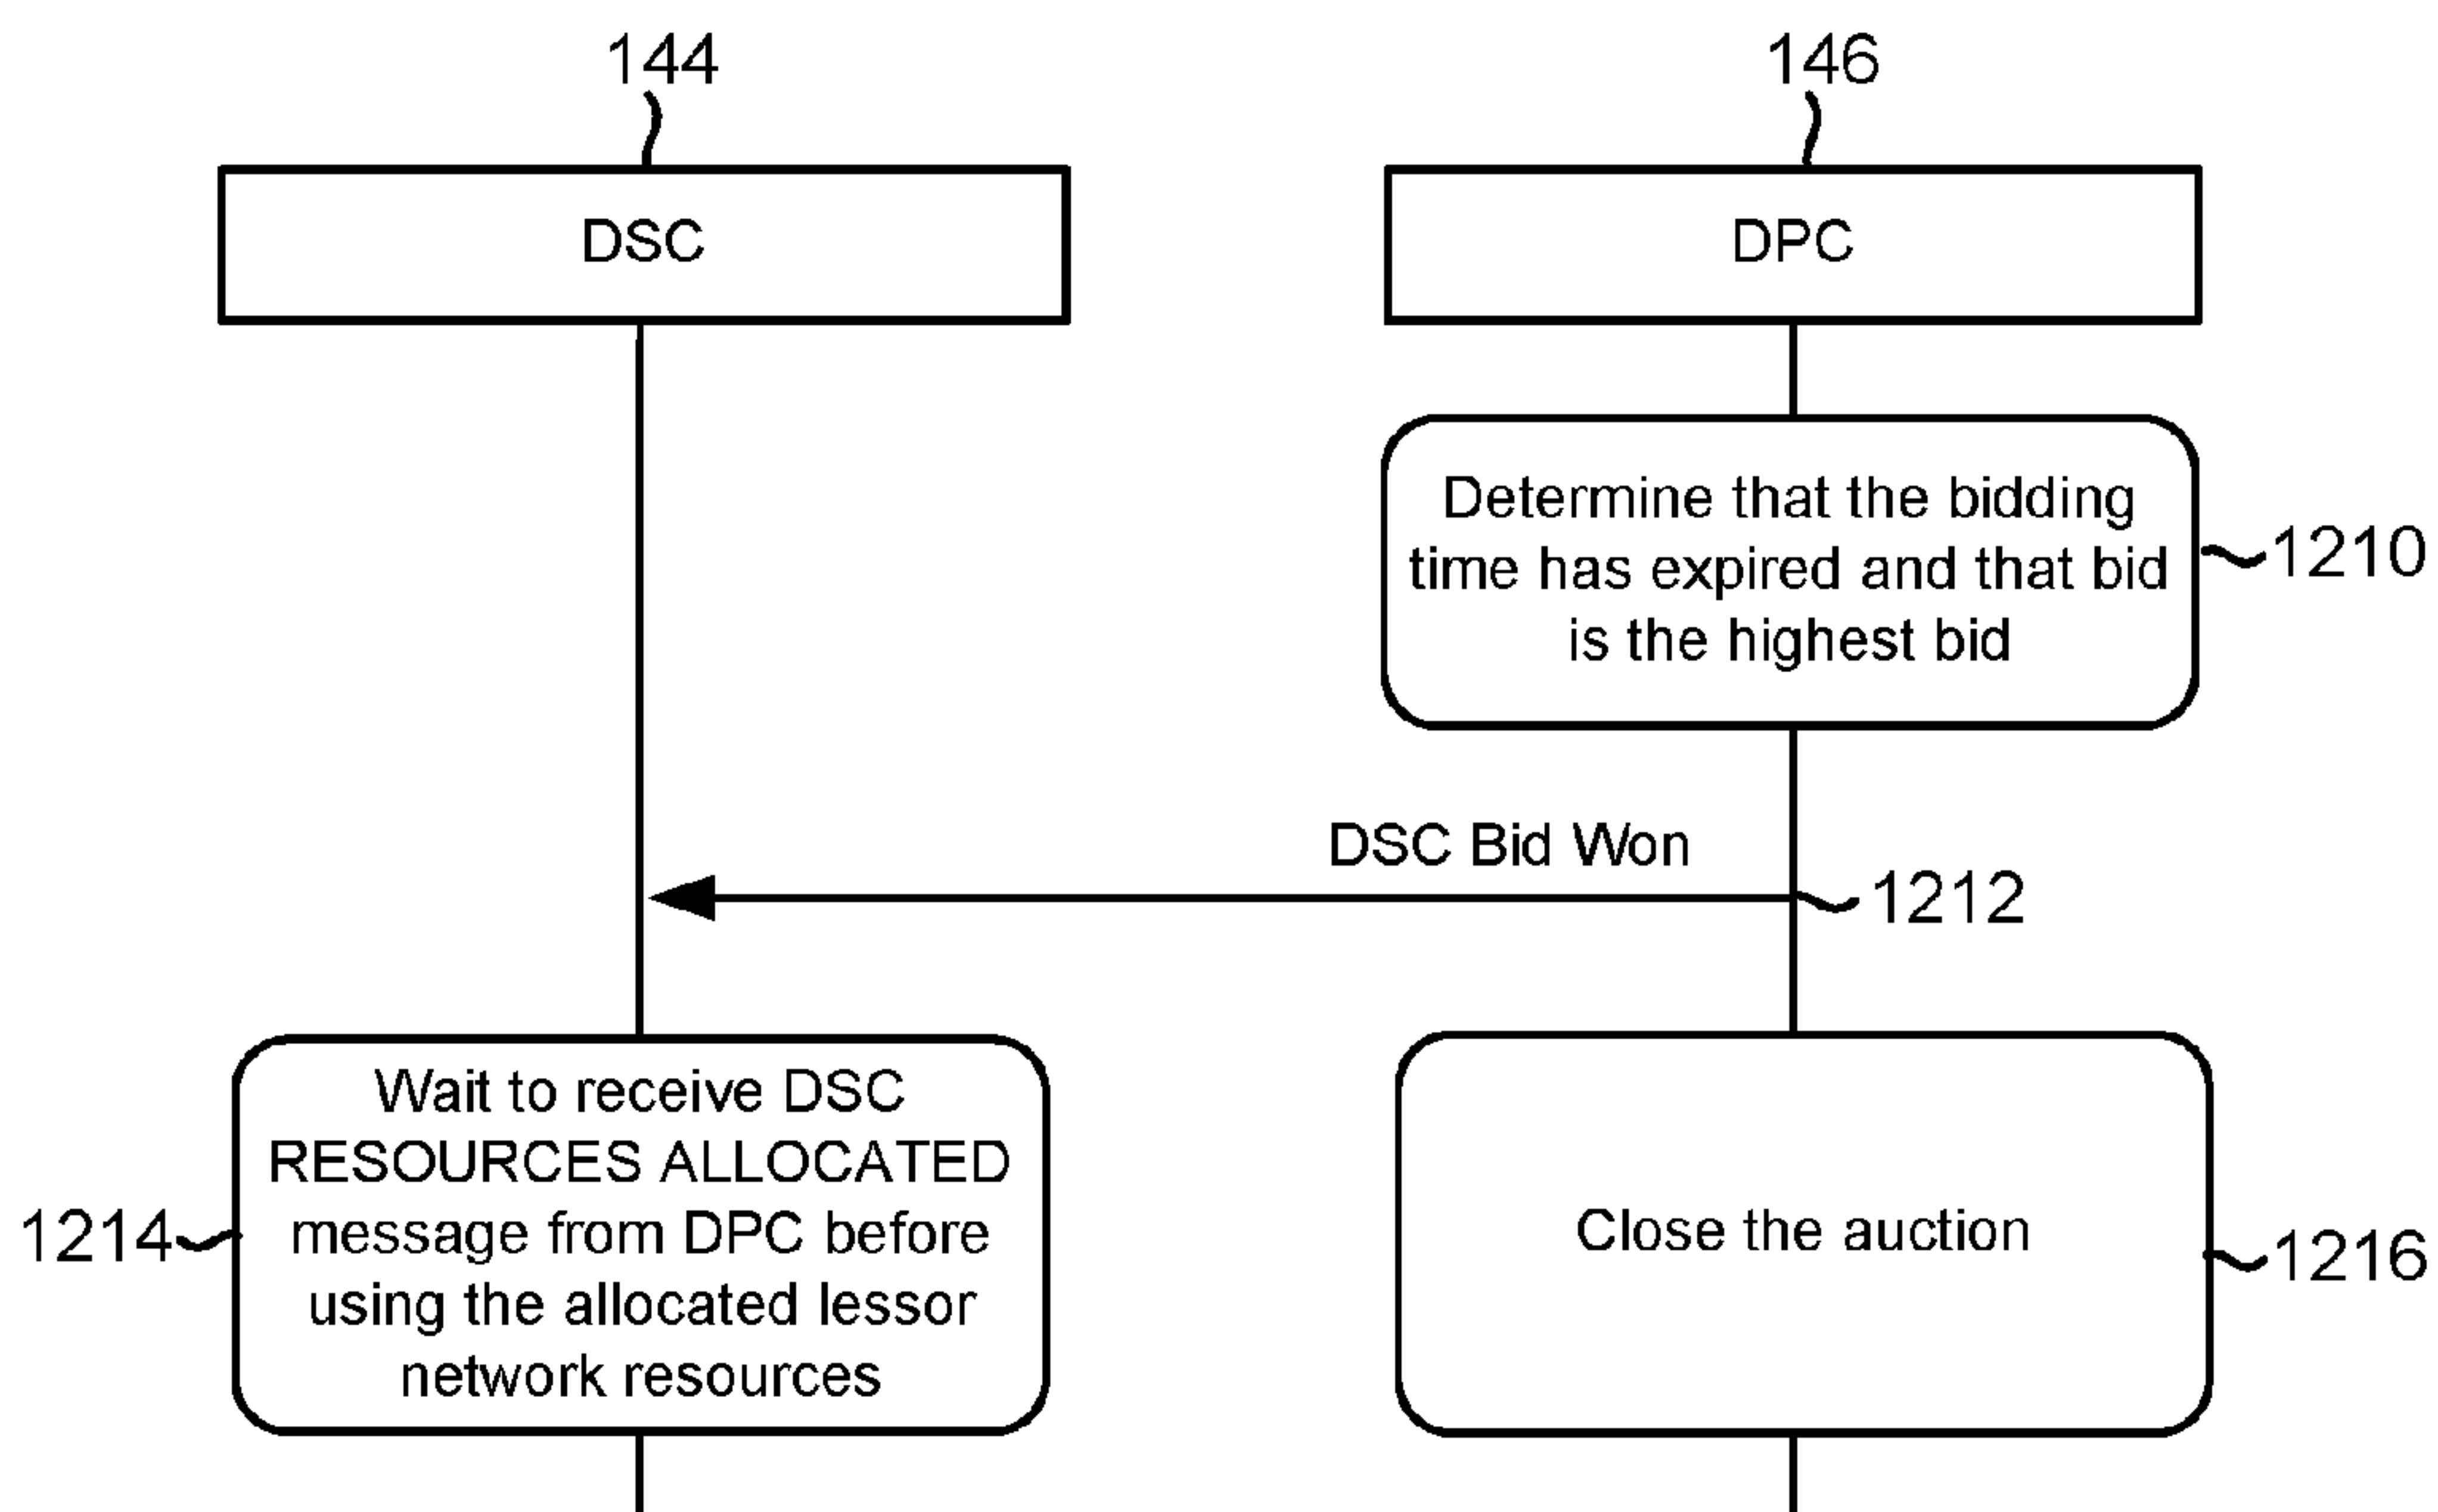 144
146
DSC
DPC
Determine that the bidding
time has expired and that bid
is the highest bid
1210
DSC Bid Won
1212
Wait to receive DSC
RESOURCES ALLOCATED
message from DPC before
using the allocated lessor
network resources
1214
Close the auction
1216